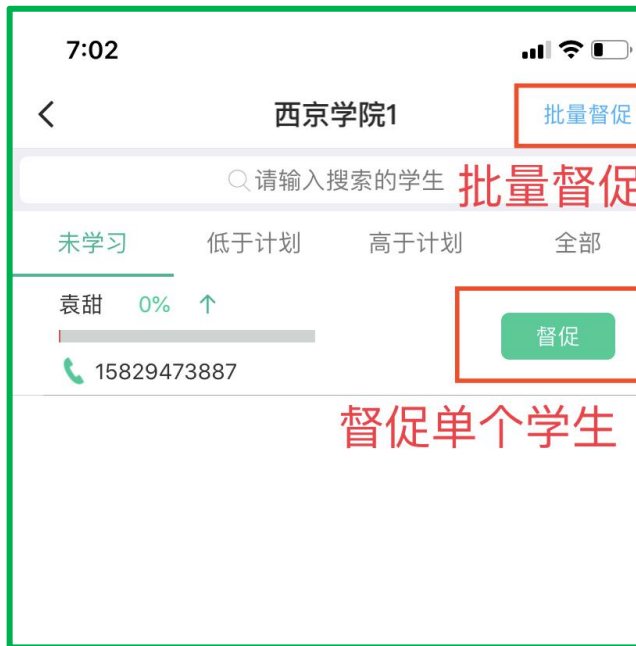 7:02
西京学院1
批量督促
请输入搜索的学生
批量督促
未学习 低于计划 高于计划 全部
袁甜 0% ↑
督促
15829473887
督促单个学生